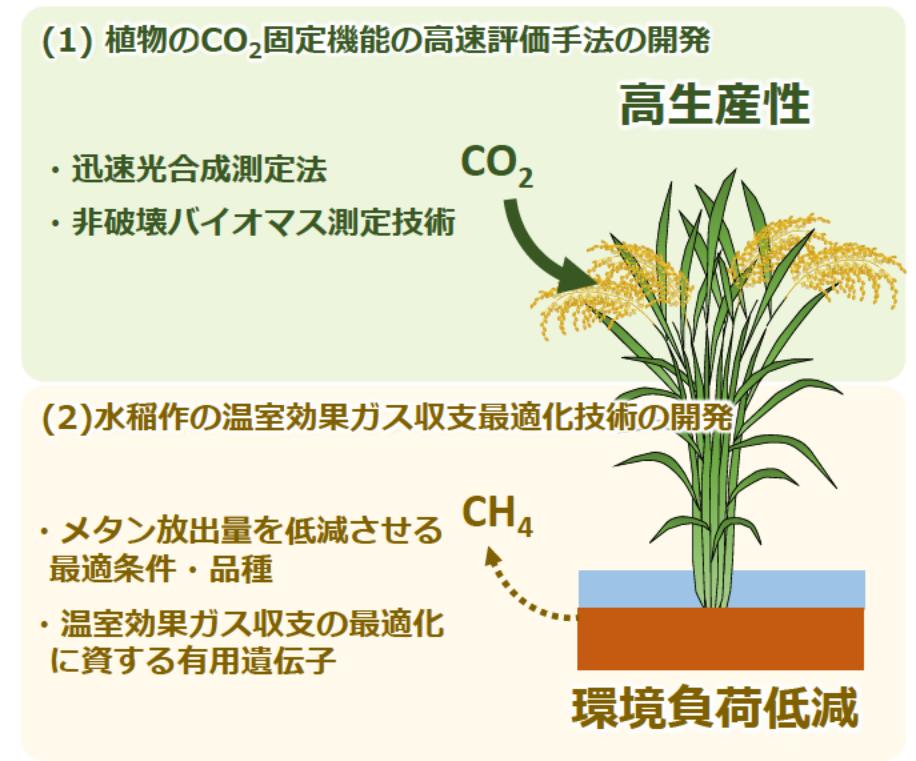 (1) 植物のCO₂固定機能の高速評価手法の開発
高生産性
・迅速光合成測定法
CO₂
・非破壊バイオマス測定技術
(2)水稲作の温室効果ガス収支最適化技術の開発
CH₄
・メタン放出量を低減させる
最適条件・品種
・温室効果ガス収支の最適化
に資する有用遺伝子
環境負荷低減